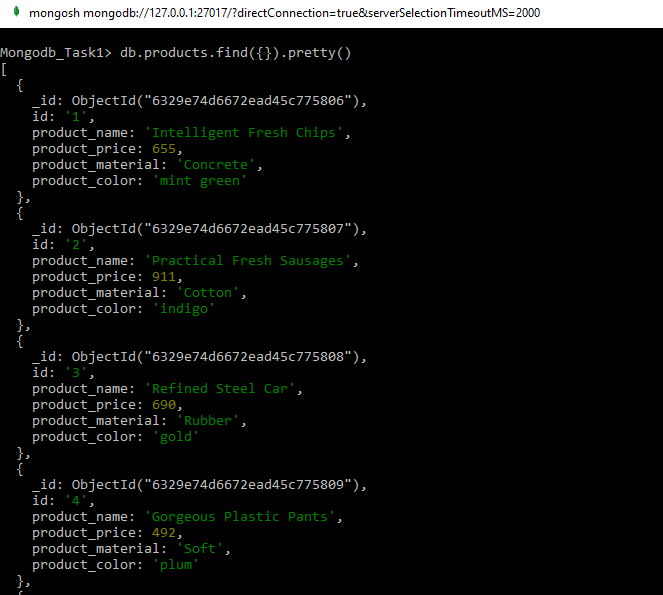 mongosh mongodb://127.0.0.1:27017/?directConnection=true&serverSelectionTimeoutMS=2000
Mongodb_Task1> db.products.find({}).pretty()
[
  {
    _id: ObjectId("6329e74d6672ead45c775806"),
    id: '1',
    product_name: 'Intelligent Fresh Chips',
    product_price: 655,
    product_material: 'Concrete',
    product_color: 'mint green'
  },
  {
    _id: ObjectId("6329e74d6672ead45c775807"),
    id: '2',
    product_name: 'Practical Fresh Sausages',
    product_price: 911,
    product_material: 'Cotton',
    product_color: 'indigo'
  },
  {
    _id: ObjectId("6329e74d6672ead45c775808"),
    id: '3',
    product_name: 'Refined Steel Car',
    product_price: 690,
    product_material: 'Rubber',
    product_color: 'gold'
  },
  {
    _id: ObjectId("6329e74d6672ead45c775809"),
    id: '4',
    product_name: 'Gorgeous Plastic Pants',
    product_price: 492,
    product_material: 'Soft',
    product_color: 'plum'
  },
  {